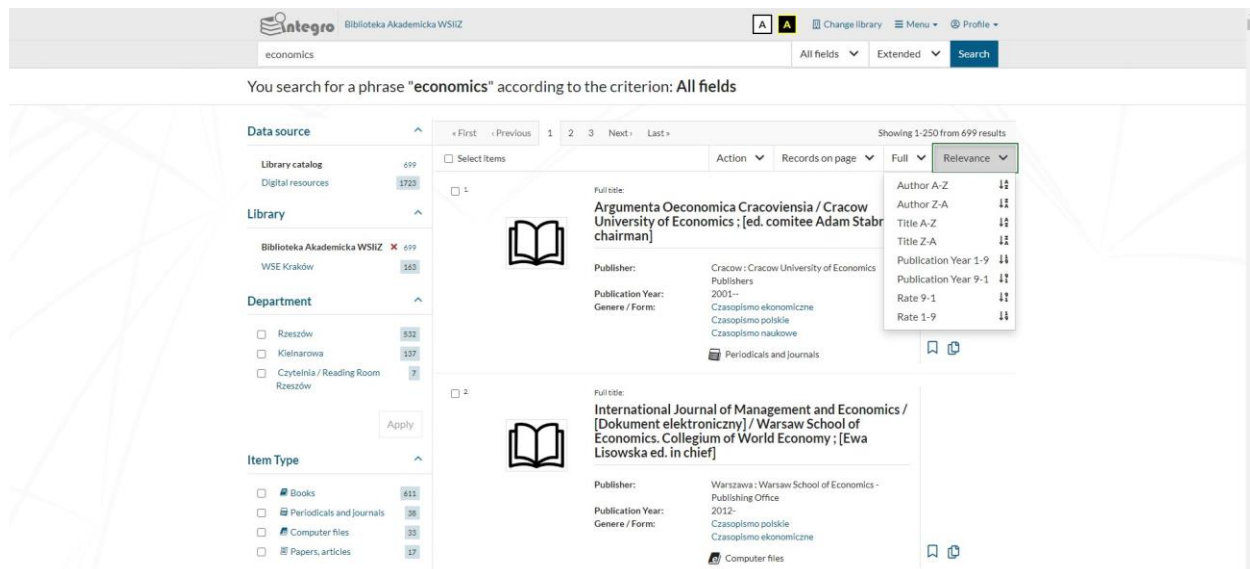 integro Biblioteka Akademicka WSIiZ A A Change library Menu Profile
economics All fields Extended Search
You search for a phrase "economics" according to the criterion: All fields
Data source
Library catalog 699
Digital resources 1723
Library
Biblioteka Akademicka WSIiZ × 699
WSE Kraków 163
Department
Rzeszów 532
Kielnarowa 137
Czytelnia / Reading Room 7
Rzeszów
Apply
Item Type
Books 611
Periodicals and journals 38
Computer files 33
Papers, articles 17
« First ‹ Previous 1 2 3 Next › Last » Showing 1-250 from 699 results
Select items Action Records on page Full Relevance
Author A-Z
Author Z-A
Title A-Z
Title Z-A
Publication Year 1-9
Publication Year 9-1
Rate 9-1
Rate 1-9
1.
Full title:
Argumenta Oeconomica Cracoviensia / Cracow
University of Economics ; [ed. comitee Adam Stabr
chairman]
Publisher: Cracow : Cracow University of Economics
Publishers
Publication Year: 2001--
Genere / Form: Czasopismo ekonomiczne
Czasopismo polskie
Czasopismo naukowe
Periodicals and journals
2.
Full title:
International Journal of Management and Economics /
[Dokument elektroniczny] / Warsaw School of
Economics. Collegium of World Economy ; [Ewa
Lisowska ed. in chief]
Publisher: Warszawa : Warsaw School of Economics -
Publishing Office
Publication Year: 2012-
Genere / Form: Czasopismo polskie
Czasopismo ekonomiczne
Computer files